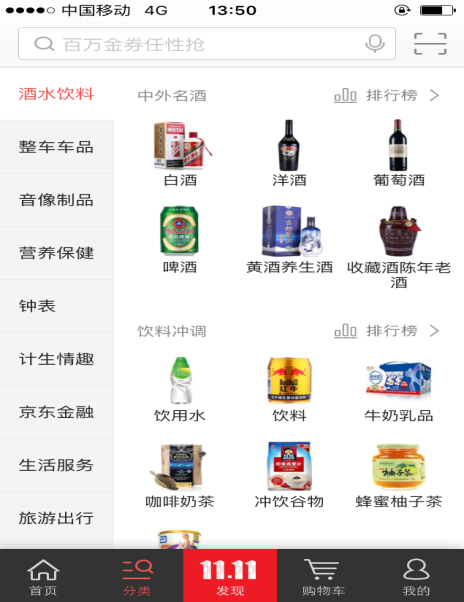 中国移动 4G 13:50
百万金券任性抢
酒水饮料
整车车品
音像制品
营养保健
钟表
计生情趣
京东金融
生活服务
旅游出行
中外名酒
排行榜
白酒
洋酒
葡萄酒
啤酒
黄酒养生酒
收藏酒陈年老
酒
饮料冲调
排行榜
饮用水
饮料
牛奶乳品
咖啡奶茶
冲饮谷物
蜂蜜柚子茶
首页
分类
11.11
发现
购物车
我的